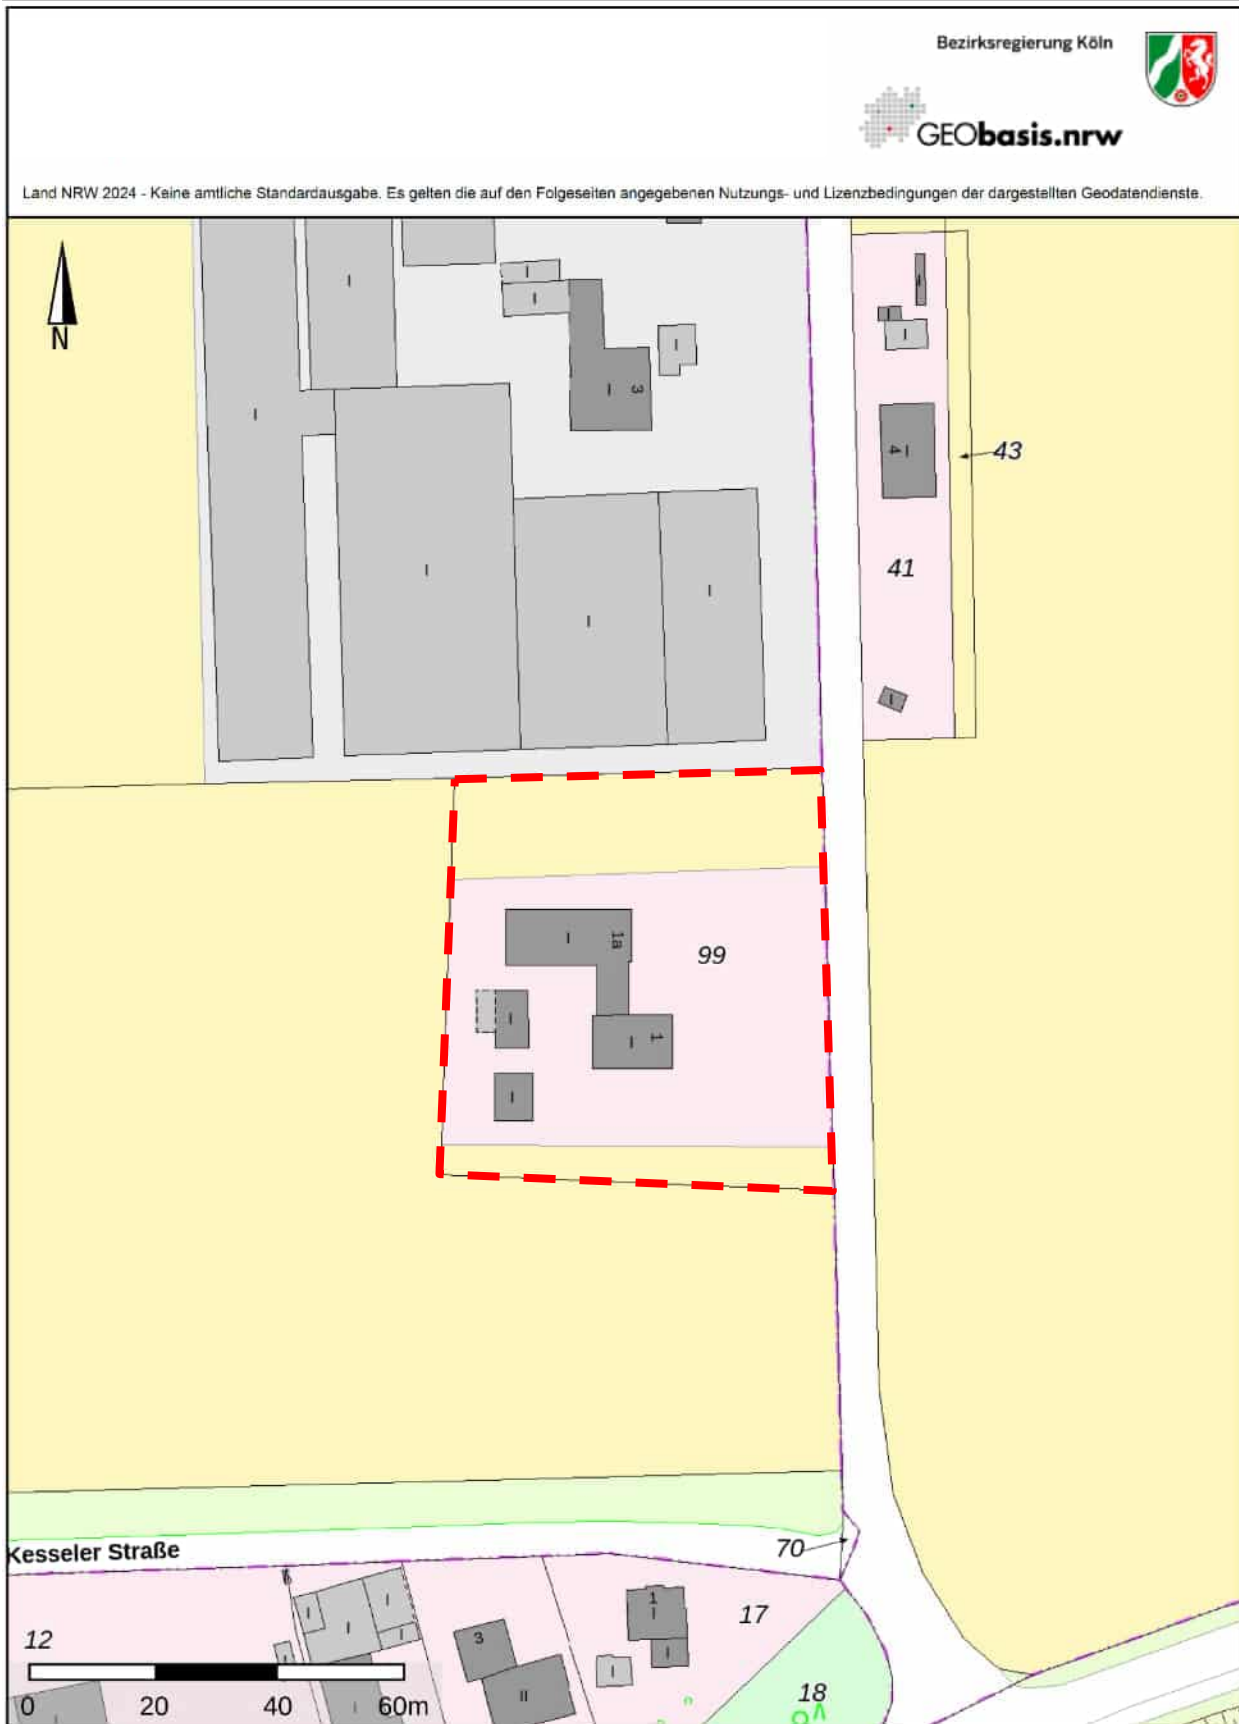 Bezirksregierung Köln
GEObasis.nrw
Land NRW 2024 - Keine amtliche Standardausgabe. Es gelten die auf den Folgeseiten angegebenen Nutzungs- und Lizenzbedingungen der dargestellten Geodatendienste.
N
I
I
I
I
I
I
3
I
I
I
4
I
43
I
I
I
I
41
I
I
1a
99
I
I
1
I
Kesseler Straße
70
I
I
I
I
1
I
17
12
3
I
I
I
II
18
0 20 40 60m
I
I